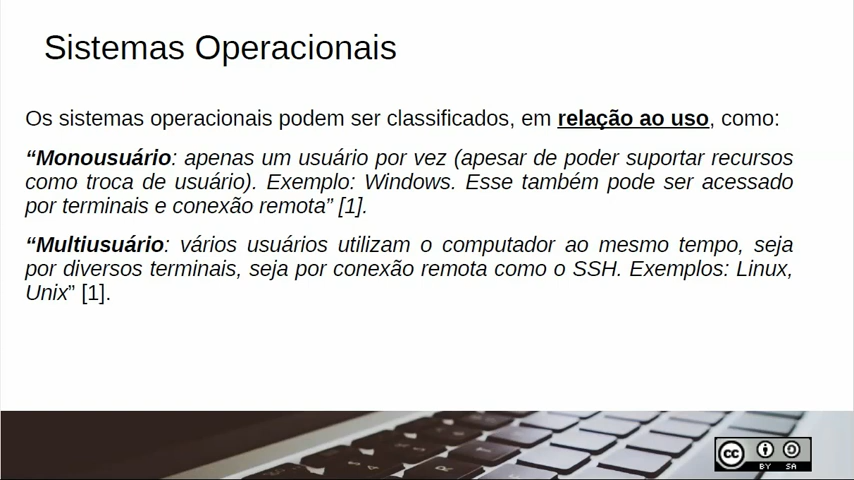 Sistemas Operacionais
Os sistemas operacionais podem ser classificados, em relação ao uso, como:
“Monousuário: apenas um usuário por vez (apesar de poder suportar recursos
como troca de usuário). Exemplo: Windows. Esse também pode ser acessado
por terminais e conexão remota” [1].
“Multiusuário: vários usuários utilizam o computador ao mesmo tempo, seja
por diversos terminais, seja por conexão remota como o SSH. Exemplos: Linux,
Unix” [1].
cc
BY SA